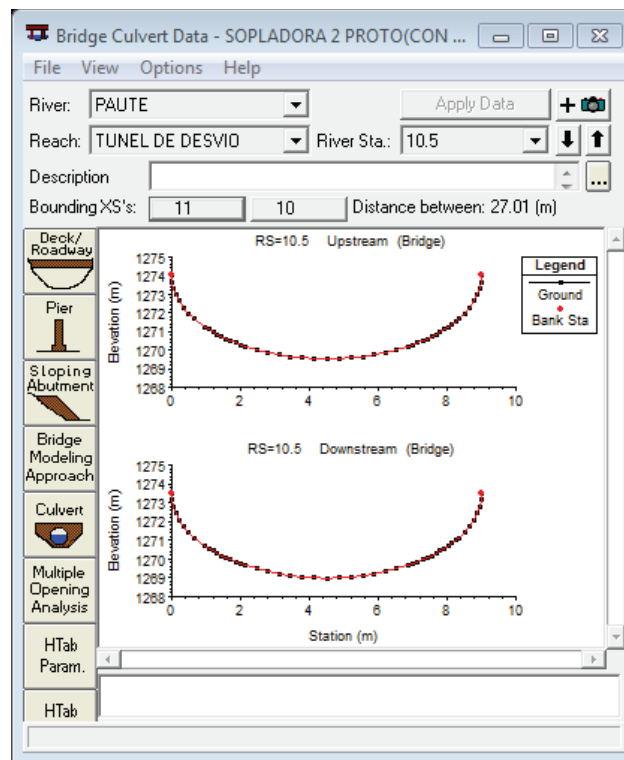 Bridge Culvert Data - SOPLADORA 2 PROTO(CON ...
File View Options Help
River: PAUTE Apply Data
Reach: TUNEL DE DESVIO River Sta.: 10.5
Description ...
Bounding XS's: 11 10 Distance between: 27.01 (m)
Deck/
Roadway
Pier
Sloping
Abutment
Bridge
Modeling
Approach
Culvert
Multiple
Opening
Analysis
HTab
Param.
HTab
RS=10.5 Upstream (Bridge)
Elevation (m)
1275
1274
1273
1272
1271
1270
1269
1268
0 2 4 6 8 10
Legend
Ground
Bank Sta
RS=10.5 Downstream (Bridge)
Elevation (m)
1275
1274
1273
1272
1271
1270
1269
1268
0 2 4 6 8 10
Station (m)